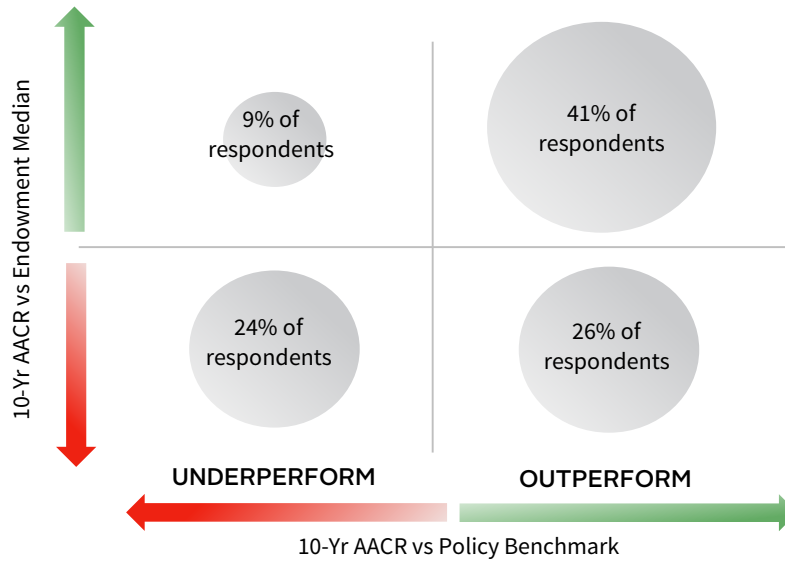 10-Yr AACR vs Endowment Median
9% of
respondents
41% of
respondents
24% of
respondents
26% of
respondents
UNDERPERFORM
OUTPERFORM
10-Yr AACR vs Policy Benchmark